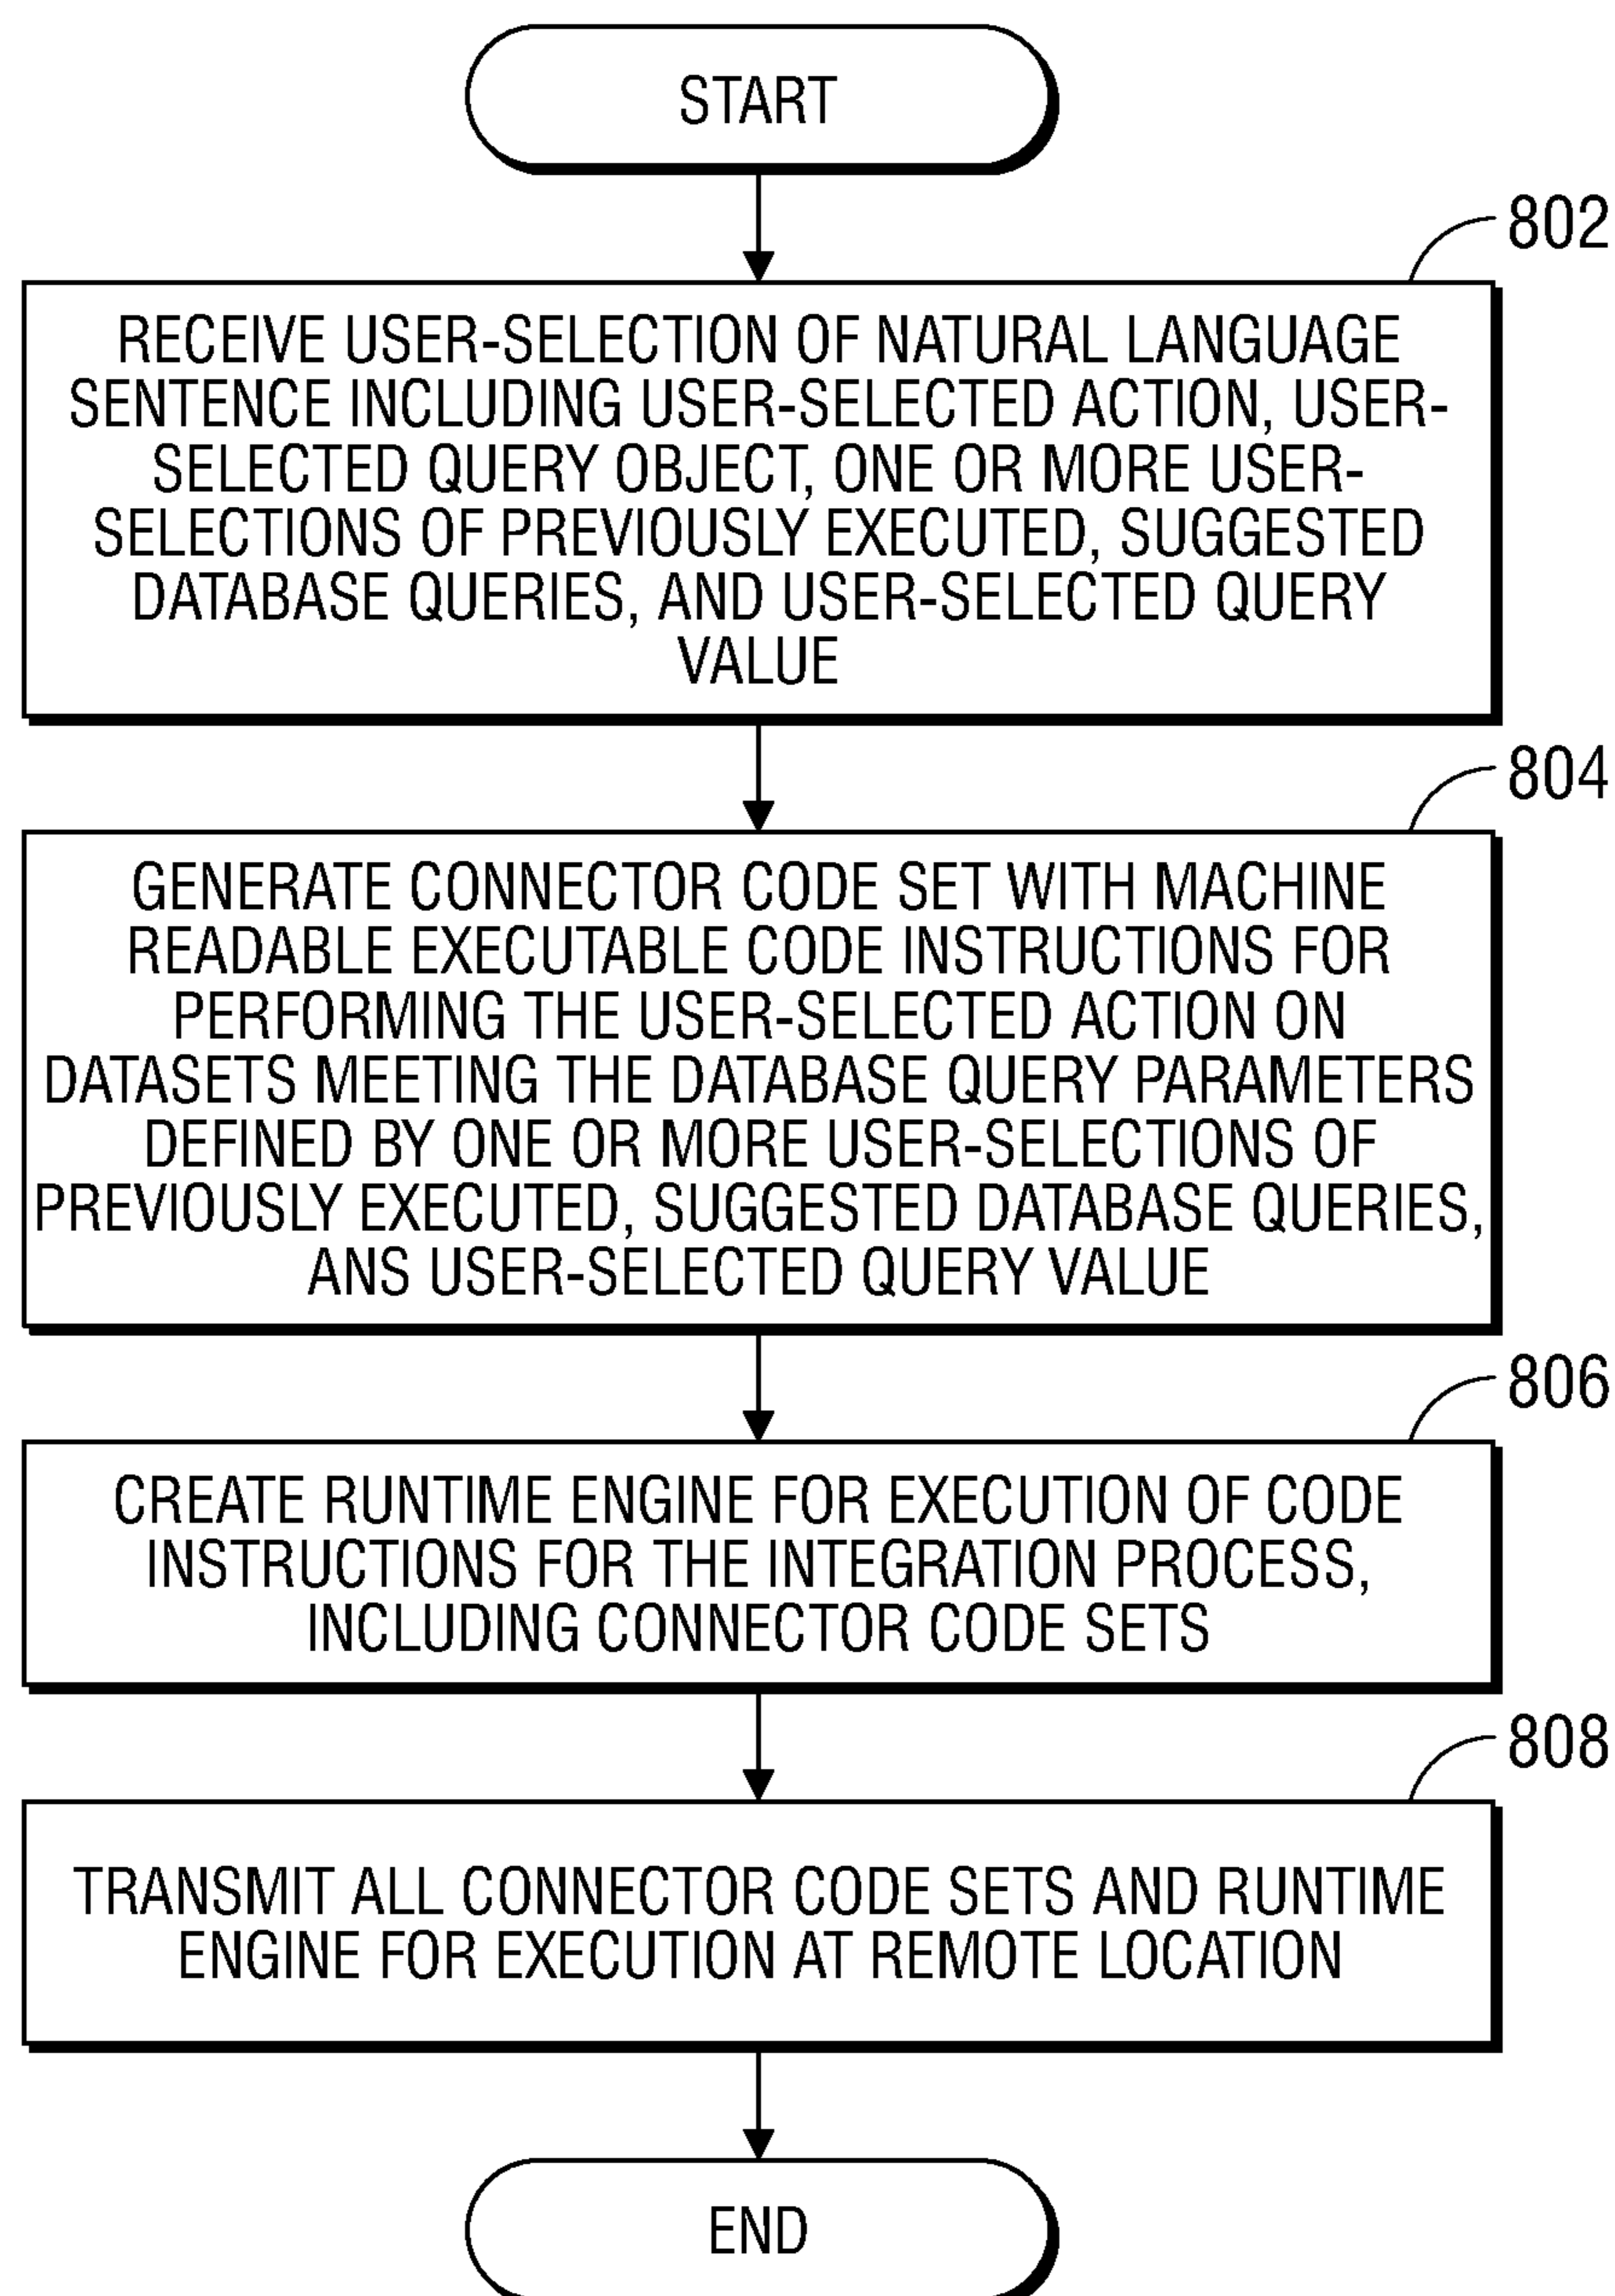 START
802
RECEIVE USER-SELECTION OF NATURAL LANGUAGE
SENTENCE INCLUDING USER-SELECTED ACTION, USER-
SELECTED QUERY OBJECT, ONE OR MORE USER-
SELECTIONS OF PREVIOUSLY EXECUTED, SUGGESTED
DATABASE QUERIES, AND USER-SELECTED QUERY
VALUE
804
GENERATE CONNECTOR CODE SET WITH MACHINE
READABLE EXECUTABLE CODE INSTRUCTIONS FOR
PERFORMING THE USER-SELECTED ACTION ON
DATASETS MEETING THE DATABASE QUERY PARAMETERS
DEFINED BY ONE OR MORE USER-SELECTIONS OF
PREVIOUSLY EXECUTED, SUGGESTED DATABASE QUERIES,
ANS USER-SELECTED QUERY VALUE
806
CREATE RUNTIME ENGINE FOR EXECUTION OF CODE
INSTRUCTIONS FOR THE INTEGRATION PROCESS,
INCLUDING CONNECTOR CODE SETS
808
TRANSMIT ALL CONNECTOR CODE SETS AND RUNTIME
ENGINE FOR EXECUTION AT REMOTE LOCATION
END